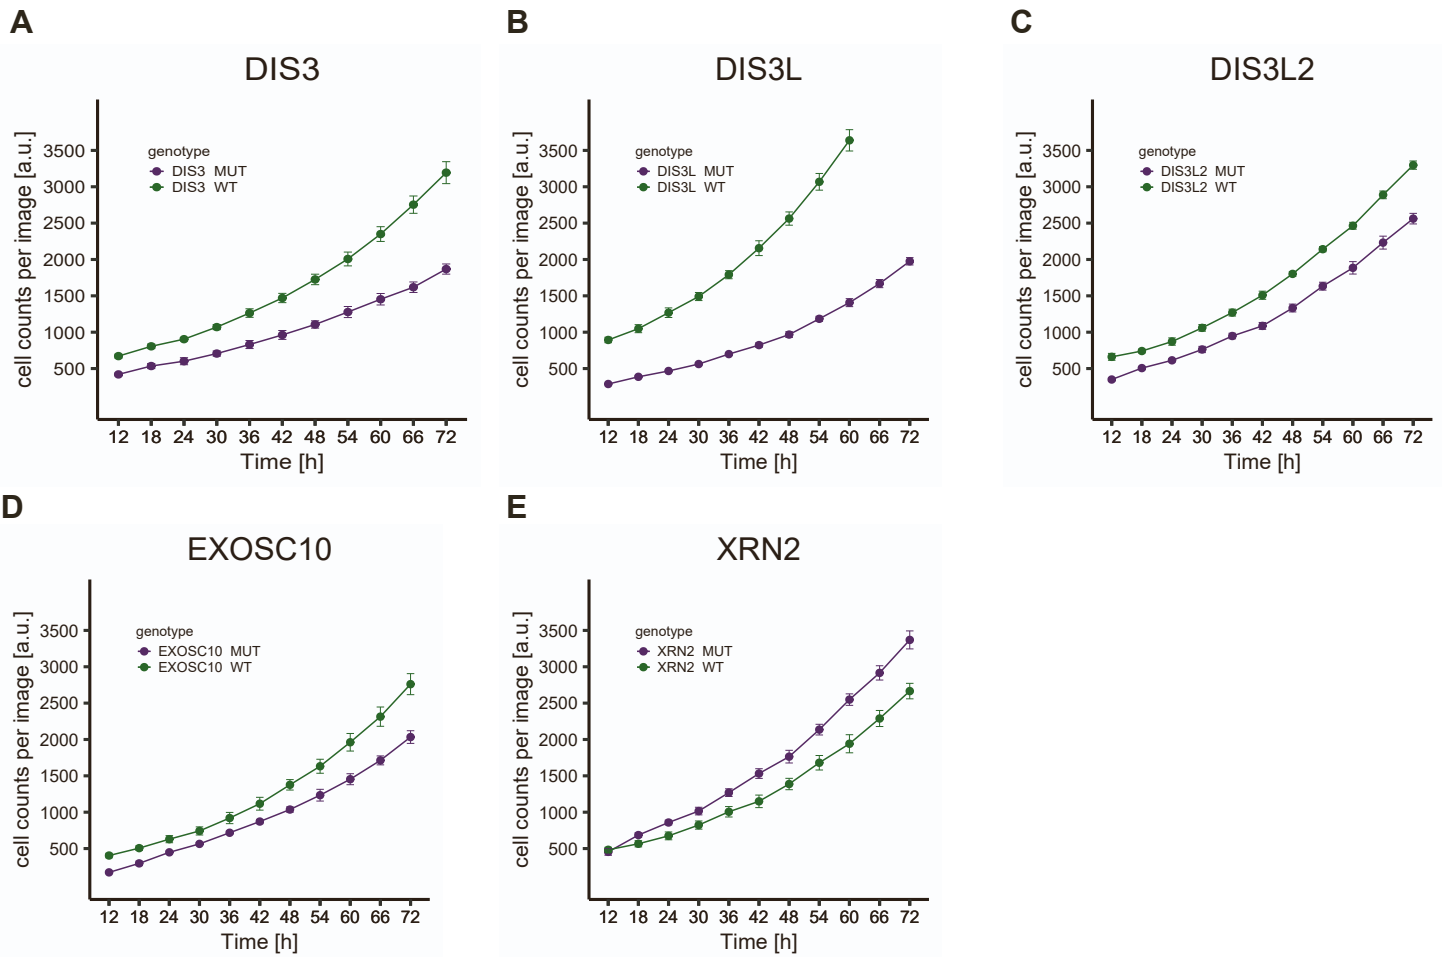 A
DIS3
cell counts per image [a.u.]
3500
3000
2500
2000
1500
1000
500
genotype
DIS3 MUT
DIS3 WT
12 18 24 30 36 42 48 54 60 66 72
Time [h]
B
DIS3L
cell counts per image [a.u.]
3500
3000
2500
2000
1500
1000
500
genotype
DIS3L MUT
DIS3L WT
12 18 24 30 36 42 48 54 60 66 72
Time [h]
C
DIS3L2
cell counts per image [a.u.]
3500
3000
2500
2000
1500
1000
500
genotype
DIS3L2 MUT
DIS3L2 WT
12 18 24 30 36 42 48 54 60 66 72
Time [h]
D
EXOSC10
cell counts per image [a.u.]
3500
3000
2500
2000
1500
1000
500
genotype
EXOSC10 MUT
EXOSC10 WT
12 18 24 30 36 42 48 54 60 66 72
Time [h]
E
XRN2
cell counts per image [a.u.]
3500
3000
2500
2000
1500
1000
500
genotype
XRN2 MUT
XRN2 WT
12 18 24 30 36 42 48 54 60 66 72
Time [h]